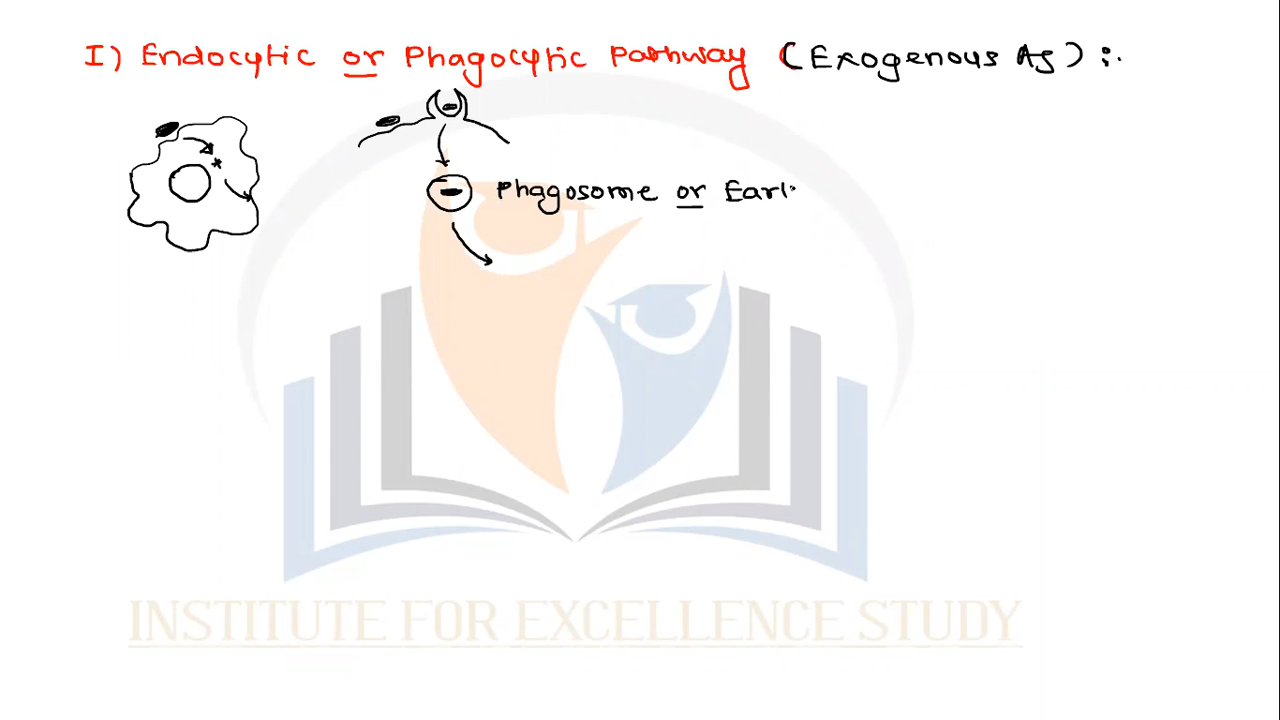 I) Endocytic or Phagocytic Pathway (Exogenous Ag) :-
Phagosome or Earl
INSTITUTE FOR EXCELLENCE STUDY